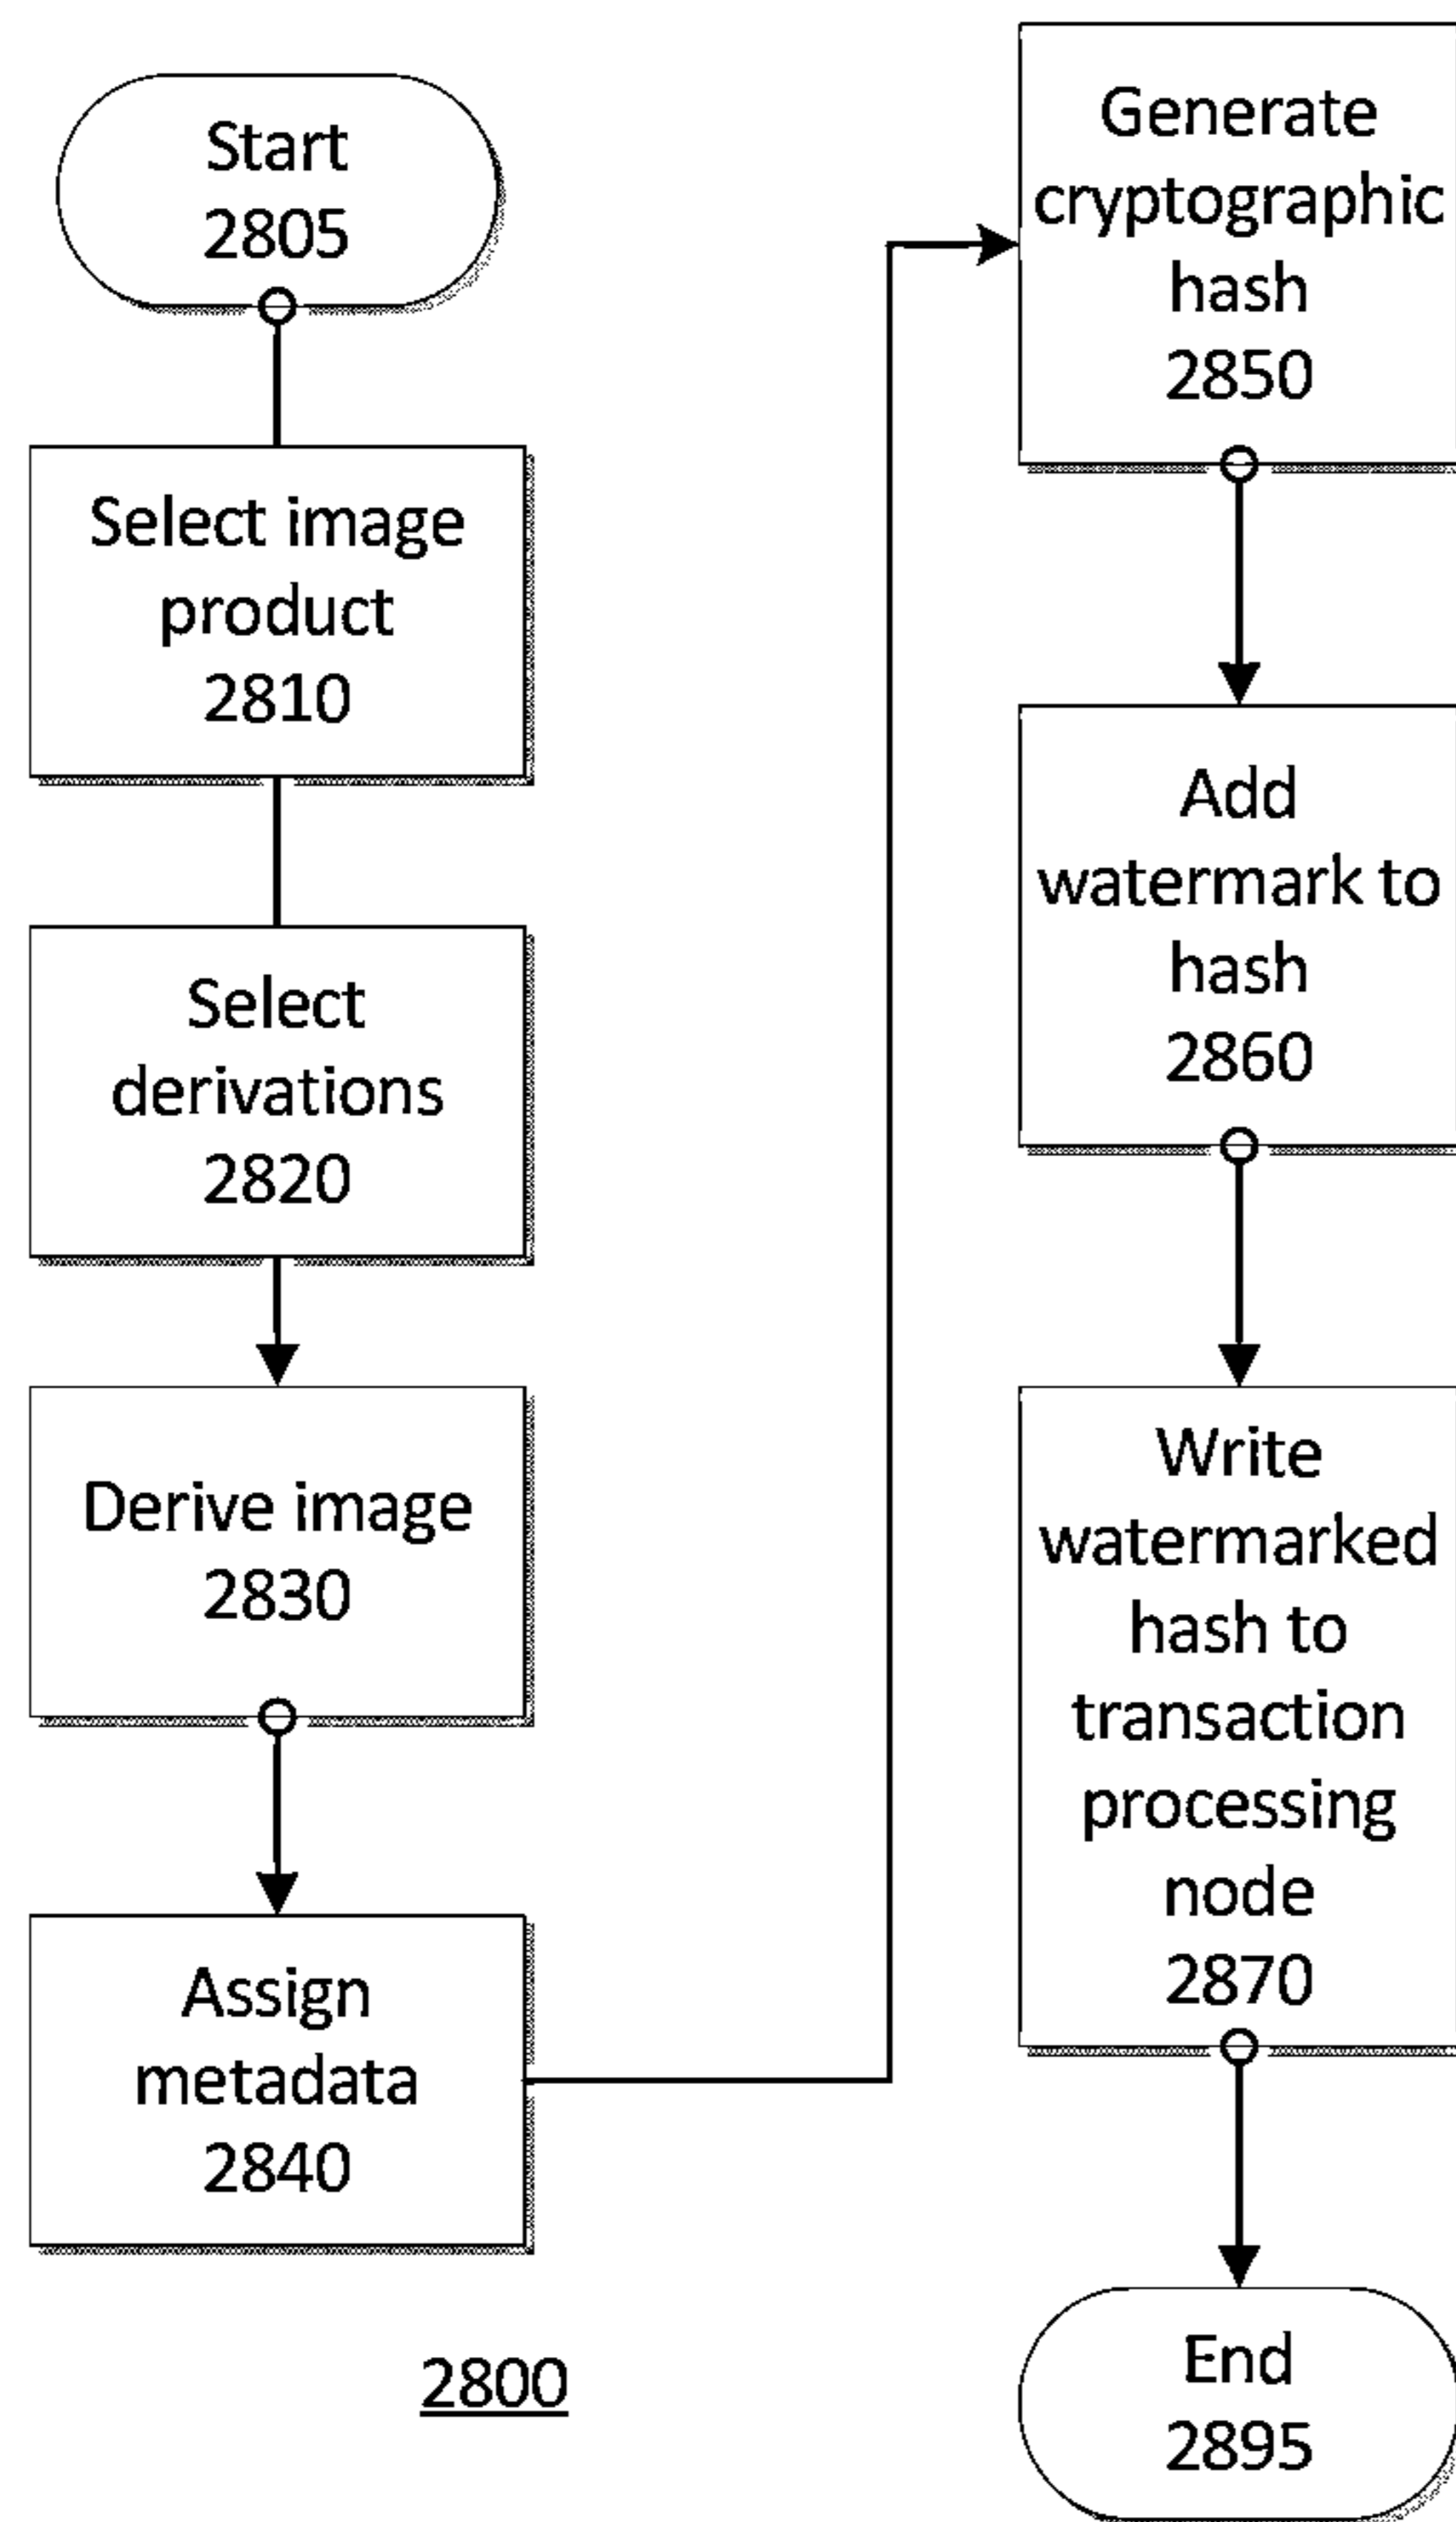 Start
2805
Select image
product
2810
Select
derivations
2820
Derive image
2830
Assign
metadata
2840
2800
Generate
cryptographic
hash
2850
Add
watermark to
hash
2860
Write
watermarked
hash to
transaction
processing
node
2870
End
2895